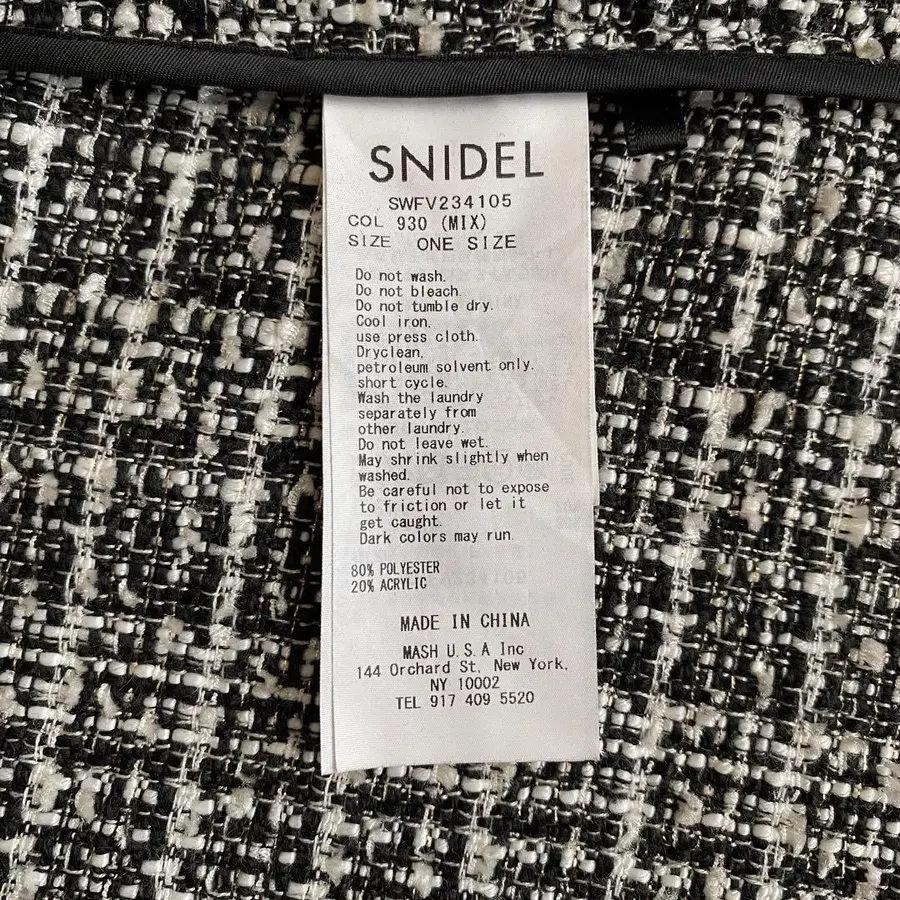 SNIDEL
SWFV234105
COL 930 (MIX)
SIZE ONE SIZE
Do not wash.
Do not bleach.
Do not tumble dry.
Cool iron,
use press cloth.
Dryclean,
petroleum solvent only.
short cycle.
Wash the laundry
separately from
other laundry.
Do not leave wet.
May shrink slightly when
washed.
Be careful not to expose
to friction or let it
get caught.
Dark colors may run.
80% POLYESTER
20% ACRYLIC
MADE IN CHINA
MASH U.S.A Inc
144 Orchard St, New York,
NY 10002
TEL 917 409 5520